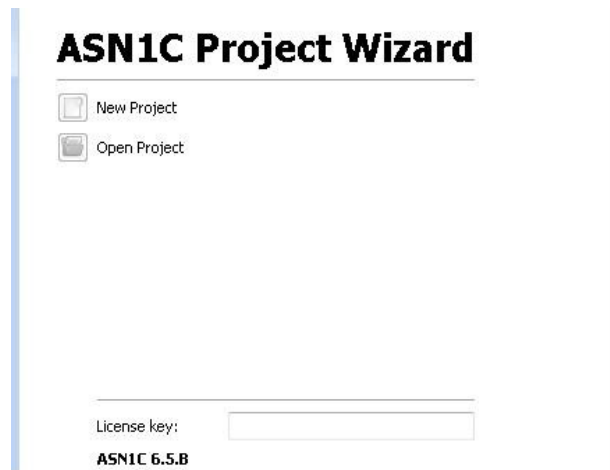 ASN1C Project Wizard
New Project
Open Project
License key:
ASN1C 6.5.B